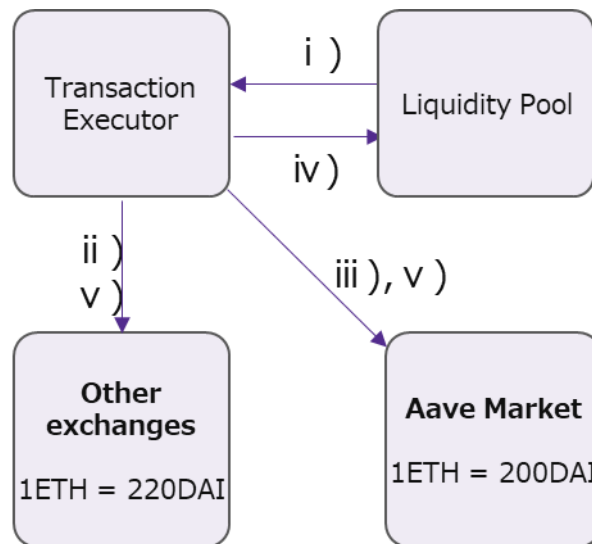 Transaction
Executor
ⅰ )
Liquidity Pool
ⅳ )
ⅱ )
ⅴ )
ⅲ ), ⅴ )
Other
exchanges
1ETH = 220DAI
Aave Market
1ETH = 200DAI